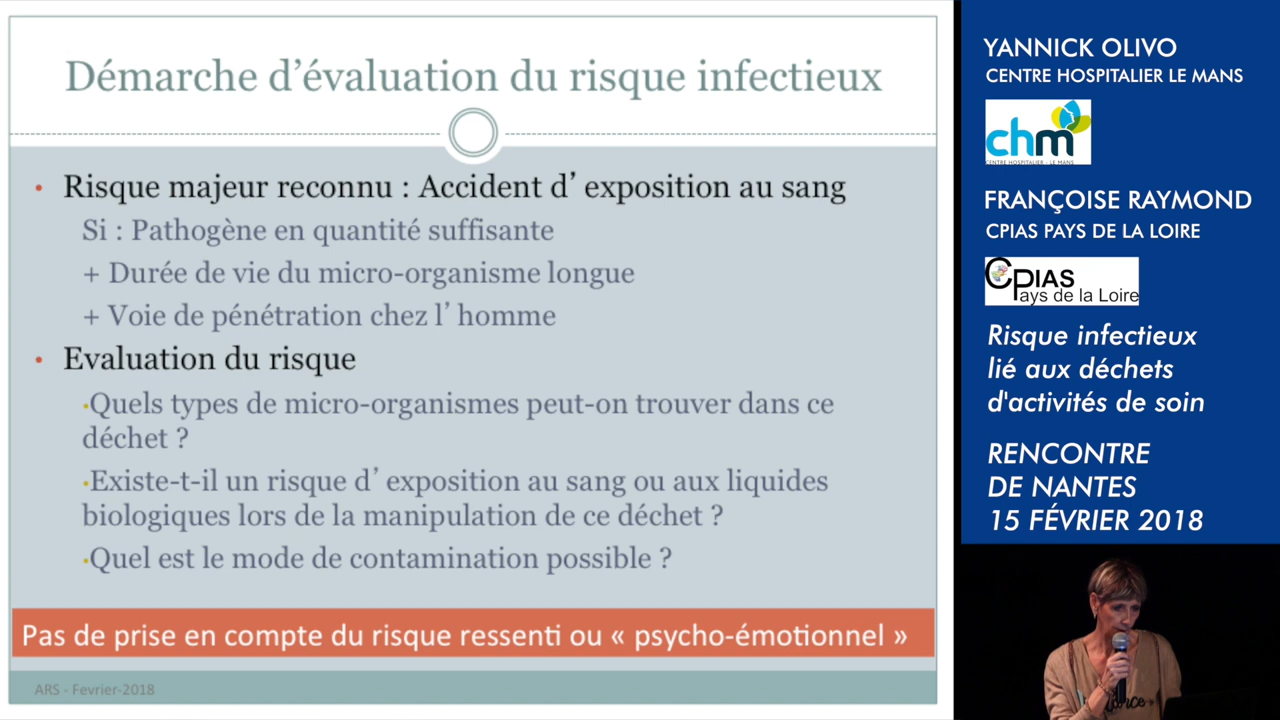 Démarche d’évaluation du risque infectieux
• Risque majeur reconnu : Accident d’ exposition au sang
Si : Pathogène en quantité suffisante
+ Durée de vie du micro-organisme longue
+ Voie de pénétration chez l’ homme
• Evaluation du risque
•Quels types de micro-organismes peut-on trouver dans ce
déchet ?
•Existe-t-il un risque d’ exposition au sang ou aux liquides
biologiques lors de la manipulation de ce déchet ?
•Quel est le mode de contamination possible ?
Pas de prise en compte du risque ressenti ou « psycho-émotionnel »
ARS - Fevrier-2018
YANNICK OLIVO
CENTRE HOSPITALIER LE MANS
chm
CENTRE HOSPITALIER - LE MANS
FRANÇOISE RAYMOND
CPIAS PAYS DE LA LOIRE
CPIAS
Pays de la Loire
Risque infectieux
lié aux déchets
d'activités de soin
RENCONTRE
DE NANTES
15 FÉVRIER 2018